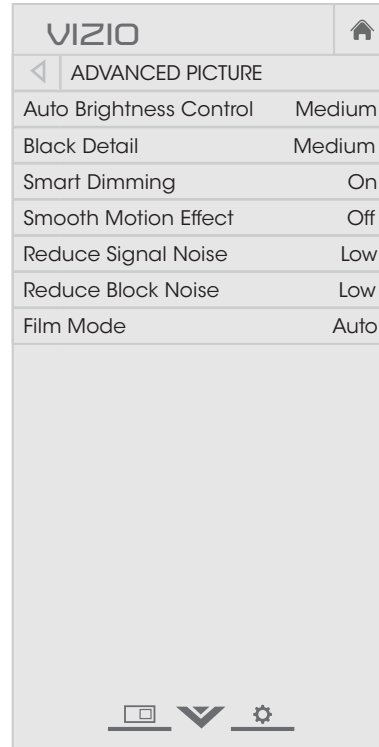 VIZIO
ADVANCED PICTURE
Auto Brightness Control Medium
Black Detail Medium
Smart Dimming On
Smooth Motion Effect Off
Reduce Signal Noise Low
Reduce Block Noise Low
Film Mode Auto